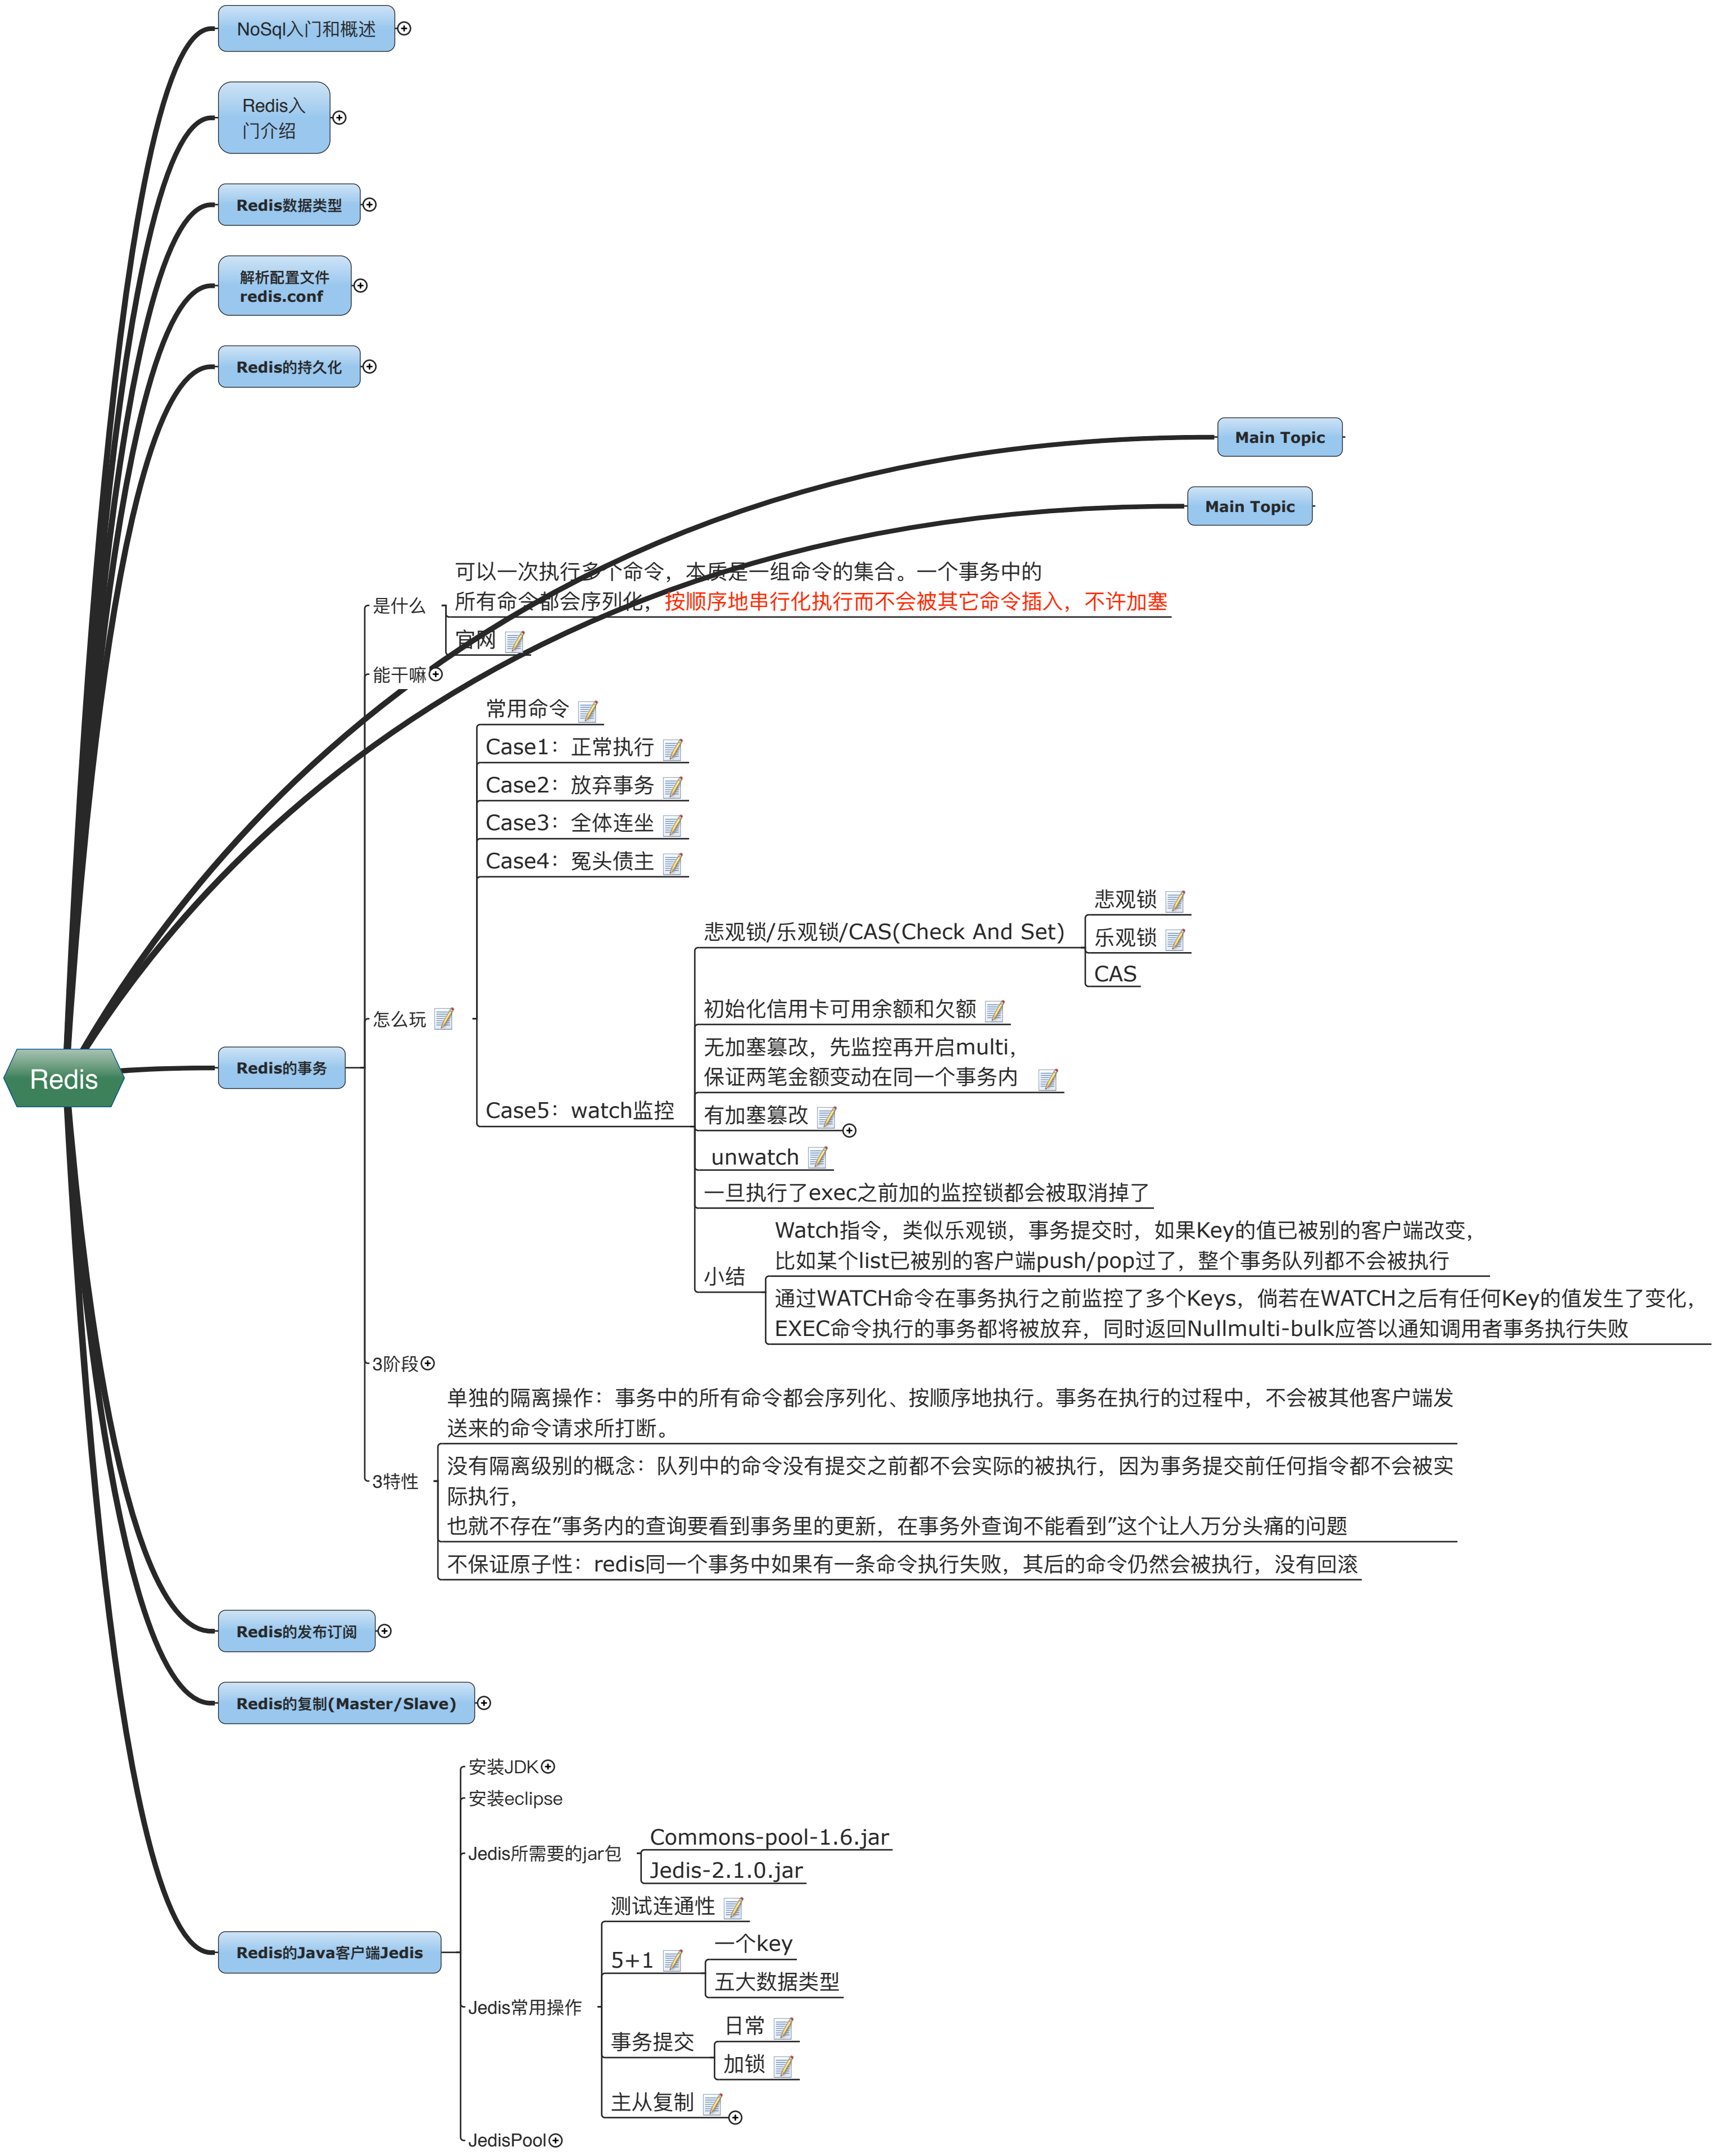 NoSql入门和概述
Redis入
门介绍
Redis数据类型
解析配置文件
redis.conf
Redis的持久化
Main Topic
Main Topic
Redis
Redis的事务
是什么
可以一次执行多个命令，本质是一组命令的集合。一个事务中的
所有命令都会序列化，按顺序地串行化执行而不会被其它命令插入，不许加塞
官网
能干嘛
怎么玩
常用命令
Case1：正常执行
Case2：放弃事务
Case3：全体连坐
Case4：冤头债主
Case5：watch监控
悲观锁/乐观锁/CAS(Check And Set)
悲观锁
乐观锁
CAS
初始化信用卡可用余额和欠额
无加塞篡改，先监控再开启multi，
保证两笔金额变动在同一个事务内
有加塞篡改
unwatch
一旦执行了exec之前加的监控锁都会被取消掉了
小结
Watch指令，类似乐观锁，事务提交时，如果Key的值已被别的客户端改变，
比如某个list已被别的客户端push/pop过了，整个事务队列都不会被执行
通过WATCH命令在事务执行之前监控了多个Keys，倘若在WATCH之后有任何Key的值发生了变化，
EXEC命令执行的事务都将被放弃，同时返回Nullmulti-bulk应答以通知调用者事务执行失败
3阶段
3特性
单独的隔离操作：事务中的所有命令都会序列化、按顺序地执行。事务在执行的过程中，不会被其他客户端发
送来的命令请求所打断。
没有隔离级别的概念：队列中的命令没有提交之前都不会实际的被执行，因为事务提交前任何指令都不会被实
际执行，
也就不存在”事务内的查询要看到事务里的更新，在事务外查询不能看到”这个让人万分头痛的问题
不保证原子性：redis同一个事务中如果有一条命令执行失败，其后的命令仍然会被执行，没有回滚
Redis的发布订阅
Redis的复制(Master/Slave)
Redis的Java客户端Jedis
安装JDK
安装eclipse
Jedis所需要的jar包
Commons-pool-1.6.jar
Jedis-2.1.0.jar
Jedis常用操作
测试连通性
5+1
一个key
五大数据类型
事务提交
日常
加锁
主从复制
JedisPool